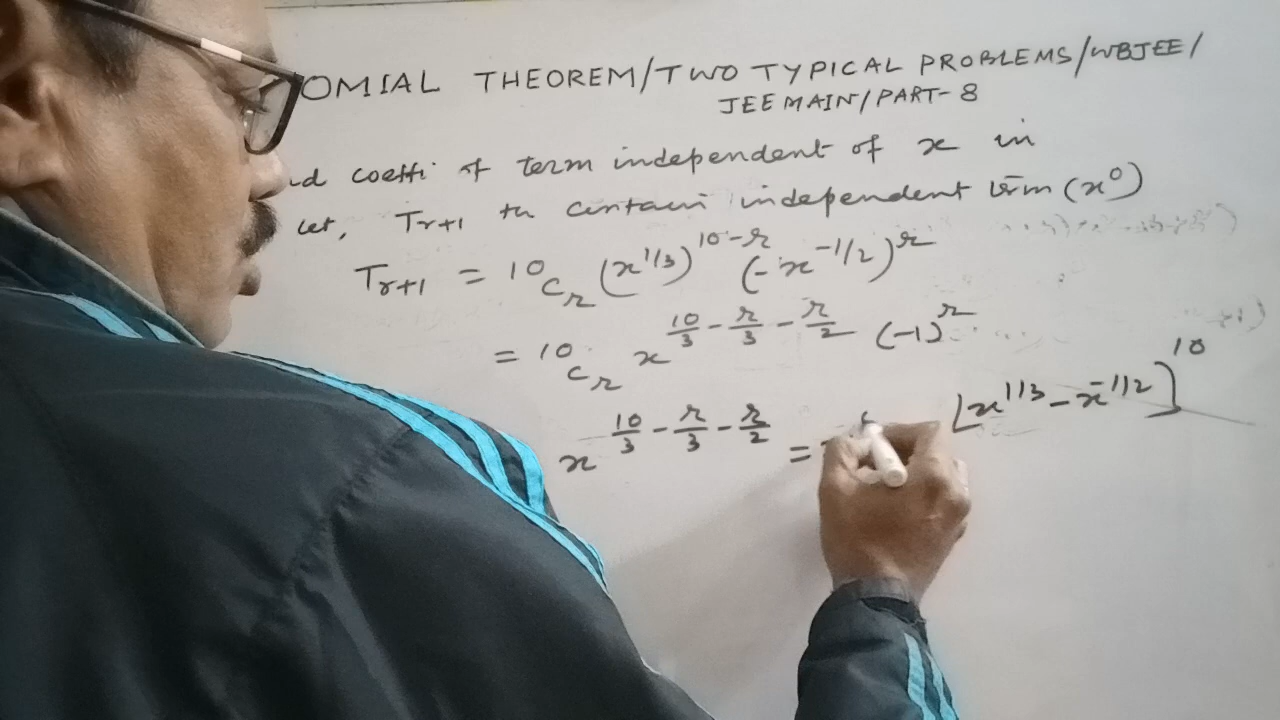 OMIAL THEOREM/TWO TYPICAL PROBLEMS/WBJEE/
JEE MAIN/PART-8
nd coeffi of term independent of x in
Let, Tr+1 th contain independent term (x⁰)
Tr+1 = 10Cr (x^1/3)^10-r (-x^-1/2)^r
= 10Cr x^10/3 - r/3 - r/2 (-1)^r
[x^1/3 - x^-1/2]^10
x^10/3 - r/3 - r/2 =